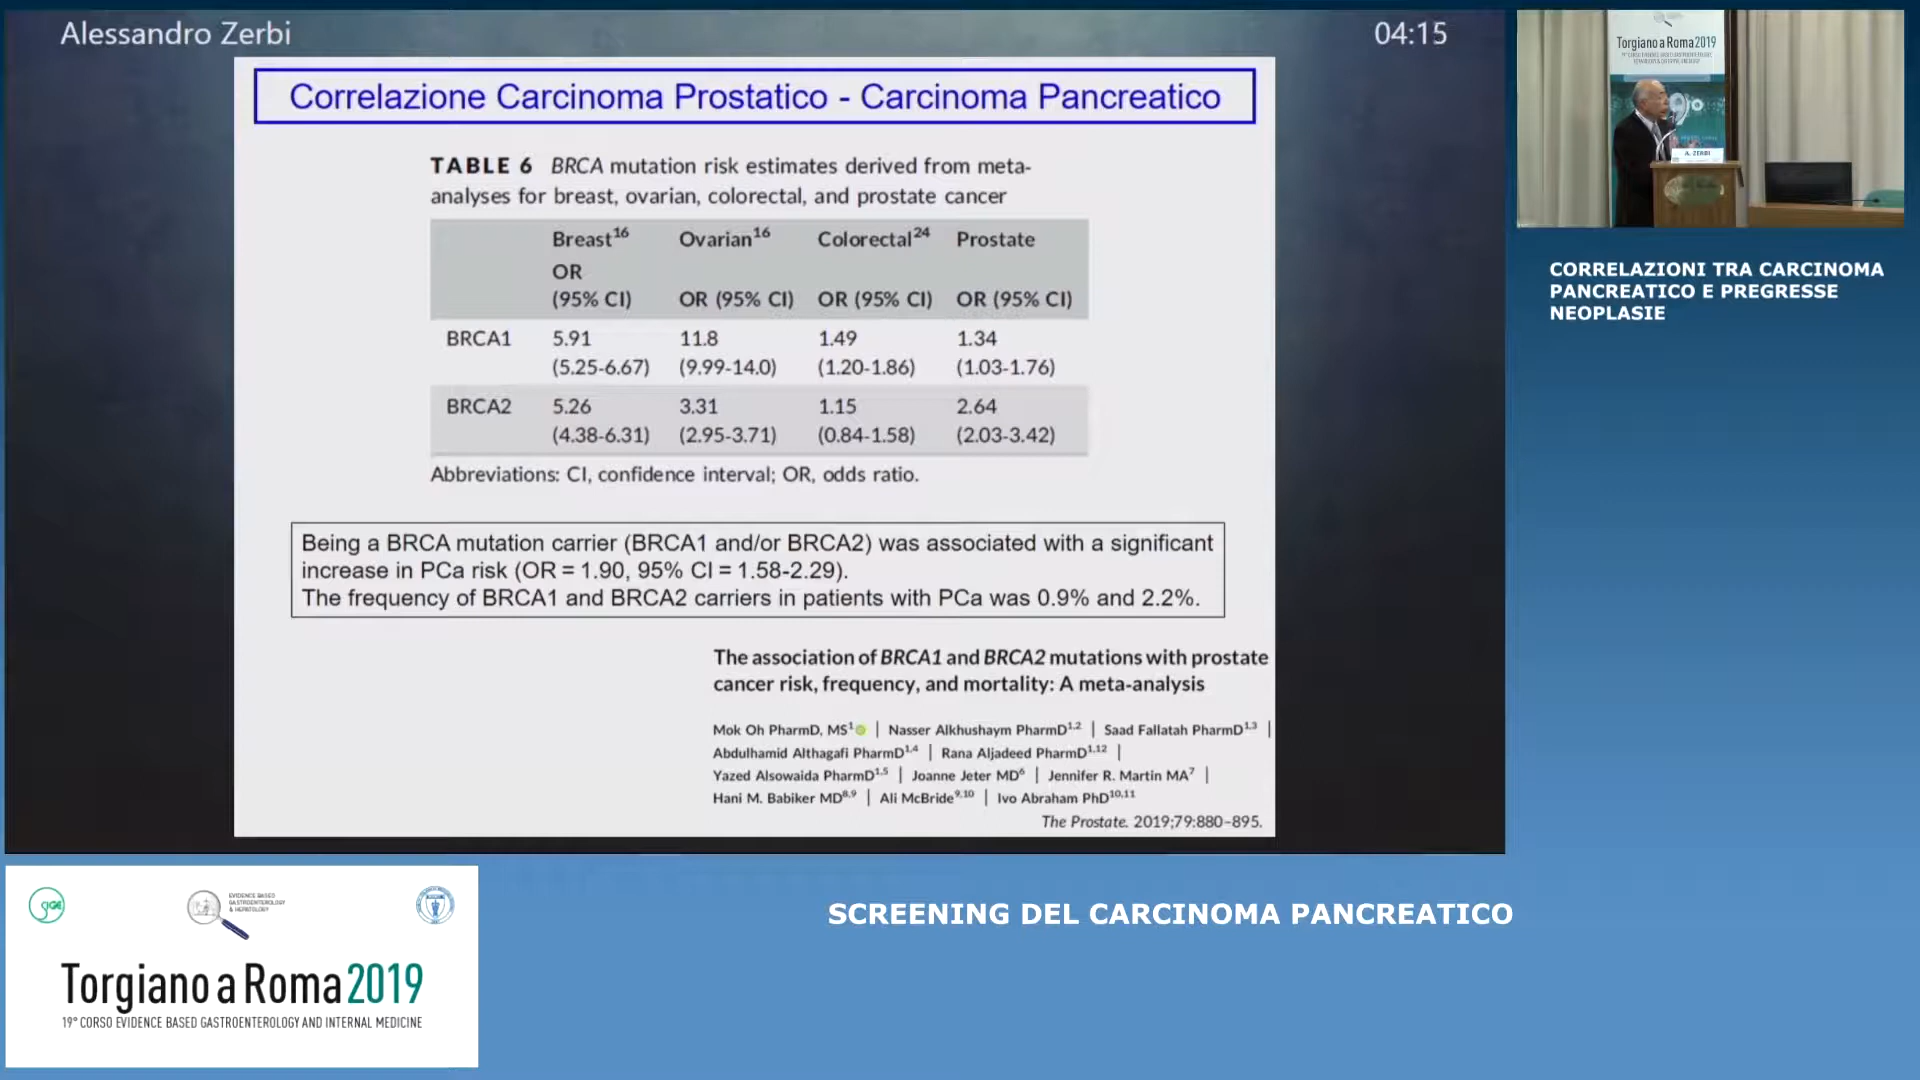 Alessandro Zerbi
04:15
Correlazione Carcinoma Prostatico - Carcinoma Pancreatico
TABLE 6 BRCA mutation risk estimates derived from meta-
analyses for breast, ovarian, colorectal, and prostate cancer
Breast16 Ovarian16 Colorectal24 Prostate
OR
(95% CI) OR (95% CI) OR (95% CI) OR (95% CI)
BRCA1 5.91 11.8 1.49 1.34
(5.25-6.67) (9.99-14.0) (1.20-1.86) (1.03-1.76)
BRCA2 5.26 3.31 1.15 2.64
(4.38-6.31) (2.95-3.71) (0.84-1.58) (2.03-3.42)
Abbreviations: CI, confidence interval; OR, odds ratio.
Being a BRCA mutation carrier (BRCA1 and/or BRCA2) was associated with a significant
increase in PCa risk (OR = 1.90, 95% CI = 1.58-2.29).
The frequency of BRCA1 and BRCA2 carriers in patients with PCa was 0.9% and 2.2%.
The association of BRCA1 and BRCA2 mutations with prostate
cancer risk, frequency, and mortality: A meta-analysis
Mok Oh PharmD, MS1 | Nasser Alkhushaym PharmD1,2 | Saad Fallatah PharmD1,3 |
Abdulhamid Althagafi PharmD1,4 | Rana Aljadeed PharmD1,12 |
Yazed Alsowaida PharmD1,5 | Joanne Jeter MD6 | Jennifer R. Martin MA7 |
Hani M. Babiker MD8,9 | Ali McBride9,10 | Ivo Abraham PhD10,11
The Prostate. 2019;79:880–895.
Torgiano a Roma 2019
A. ZERBI
CORRELAZIONI TRA CARCINOMA
PANCREATICO E PREGRESSE
NEOPLASIE
EVIDENCE BASED
GASTROENTEROLOGY
& HEPATOLOGY
Torgiano a Roma 2019
19° CORSO EVIDENCE BASED GASTROENTEROLOGY AND INTERNAL MEDICINE
SCREENING DEL CARCINOMA PANCREATICO